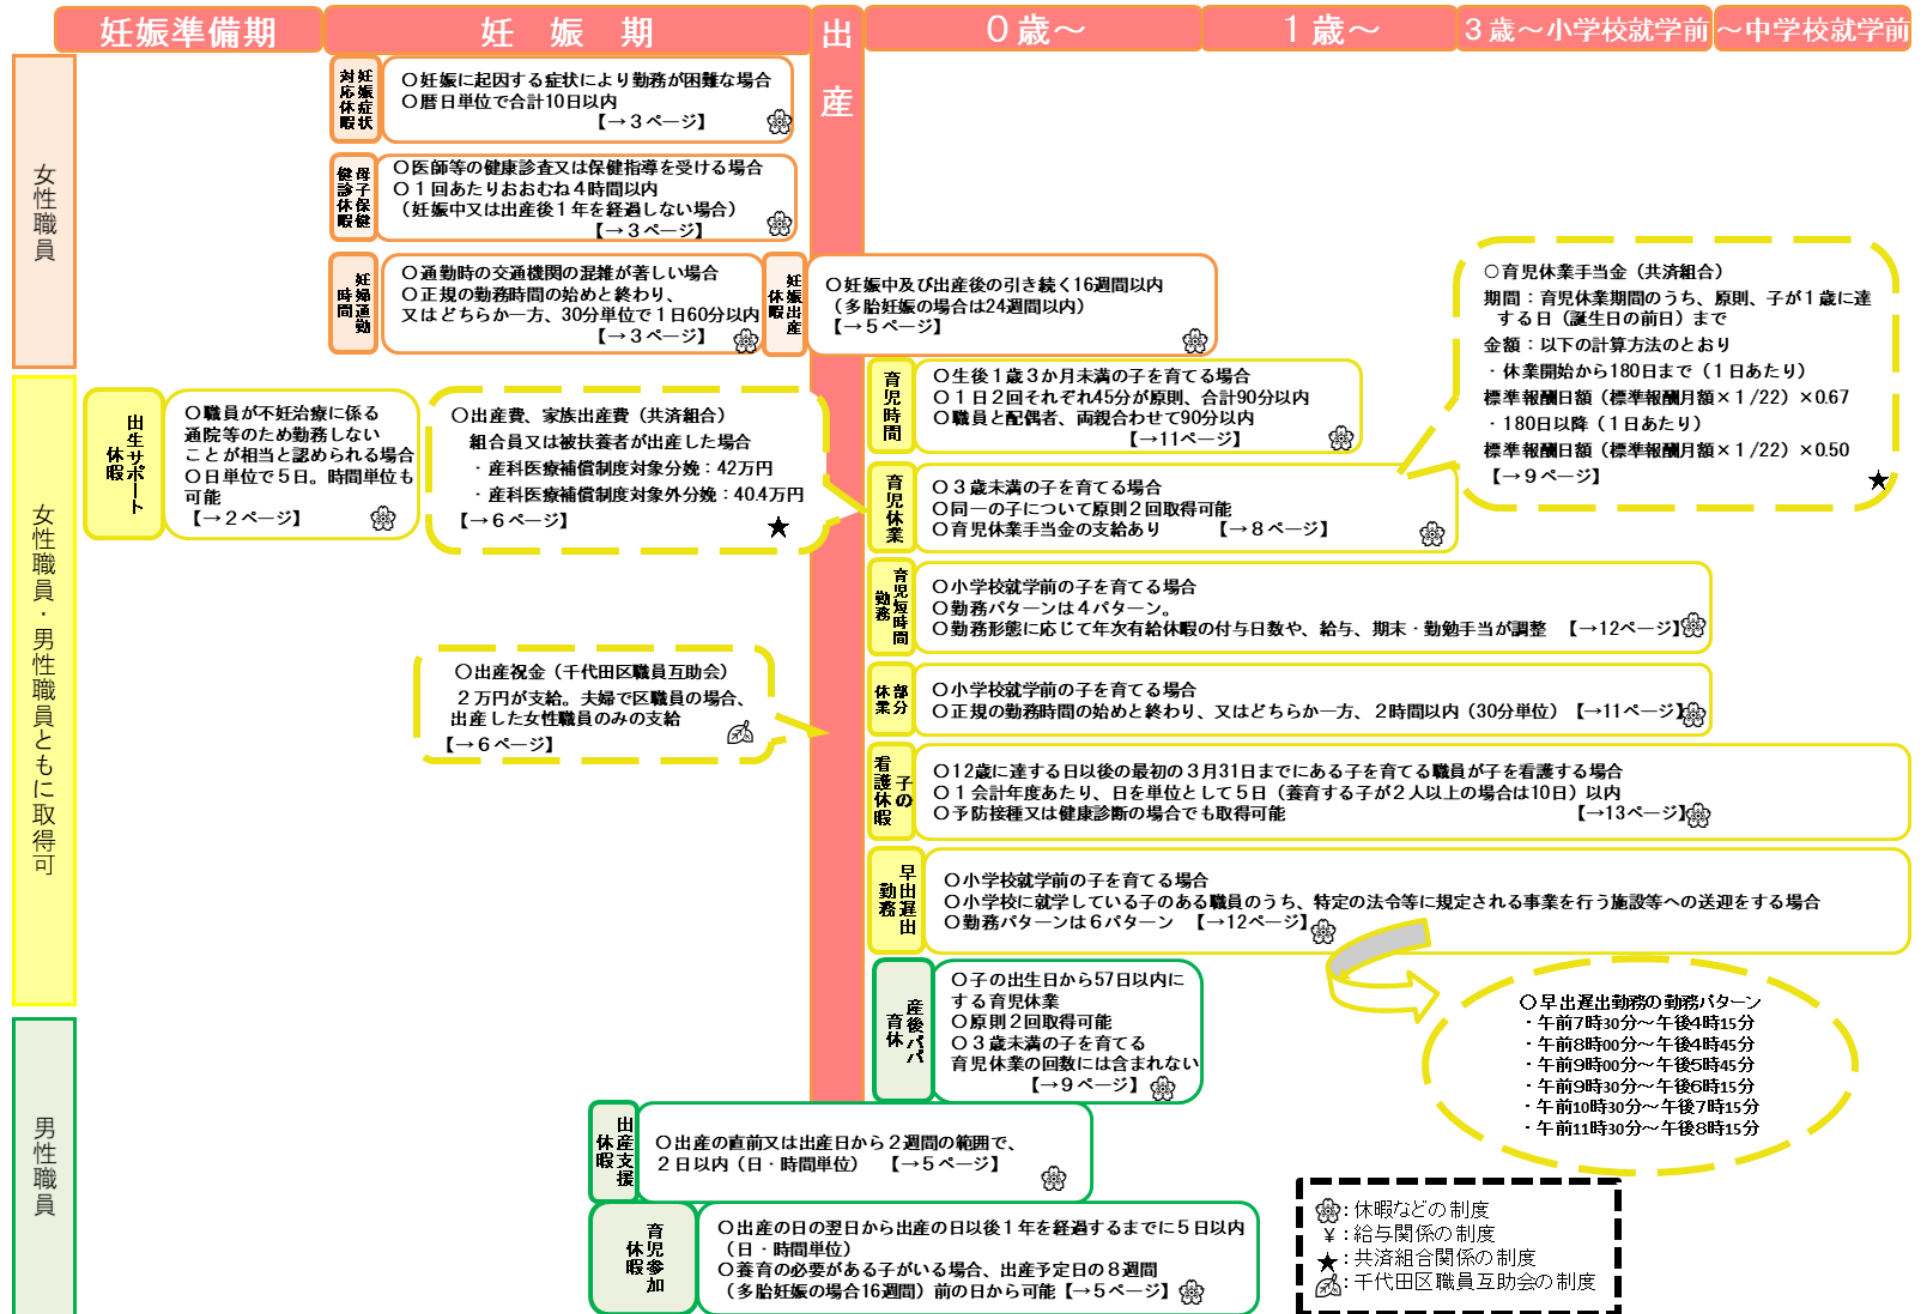 妊娠準備期
妊　娠　期
出産
０歳～
１歳～
３歳～小学校就学前
～中学校就学前
女性職員
妊娠症状対応休暇
〇妊娠に起因する症状により勤務が困難な場合
〇暦日単位で合計10日以内
【→３ページ】
母子保健健診休暇
〇医師等の健康診査又は保健指導を受ける場合
〇１回あたりおおむね４時間以内
（妊娠中又は出産後１年を経過しない場合）
【→３ページ】
妊婦通勤時間
〇通勤時の交通機関の混雑が著しい場合
〇正規の勤務時間の始めと終わり、
又はどちらか一方、30分単位で１日60分以内
【→３ページ】
妊娠出産休暇
〇妊娠中及び出産後の引き続く16週間以内
（多胎妊娠の場合は24週間以内）
【→５ページ】
〇育児休業手当金（共済組合）
期間：育児休業期間のうち、原則、子が１歳に達
する日（誕生日の前日）まで
金額：以下の計算方法のとおり
・休業開始から180日まで（１日あたり）
標準報酬日額（標準報酬月額×１/22）×0.67
・180日以降（１日あたり）
標準報酬日額（標準報酬月額×１/22）×0.50
【→９ページ】
★
女性職員・男性職員ともに取得可
出生サポート休暇
〇職員が不妊治療に係る
通院等のため勤務しない
ことが相当と認められる場合
〇日単位で５日。時間単位も
可能
【→２ページ】
〇出産費、家族出産費（共済組合）
組合員又は被扶養者が出産した場合
・産科医療補償制度対象分娩：42万円
・産科医療補償制度対象外分娩：40.4万円
【→６ページ】
★
育児時間
〇生後１歳３か月未満の子を育てる場合
〇１日２回それぞれ45分が原則、合計90分以内
〇職員と配偶者、両親合わせて90分以内
【→11ページ】
育児休業
〇３歳未満の子を育てる場合
〇同一の子について原則２回取得可能
〇育児休業手当金の支給あり　【→８ページ】
育児短時間勤務
〇小学校就学前の子を育てる場合
〇勤務パターンは４パターン。
〇勤務形態に応じて年次有給休暇の付与日数や、給与、期末・勤勉手当が調整　【→12ページ】
〇出産祝金（千代田区職員互助会）
２万円が支給。夫婦で区職員の場合、
出産した女性職員のみの支給
【→６ページ】
部分休業
〇小学校就学前の子を育てる場合
〇正規の勤務時間の始めと終わり、又はどちらか一方、２時間以内（30分単位）【→11ページ】
子の看護休暇
〇12歳に達する日以後の最初の３月31日までにある子を育てる職員が子を看護する場合
〇１会計年度あたり、日を単位として５日（養育する子が２人以上の場合は10日）以内
〇予防接種又は健康診断の場合でも取得可能　【→13ページ】
早出遅出勤務
〇小学校就学前の子を育てる場合
〇小学校に就学している子のある職員のうち、特定の法令等に規定される事業を行う施設等への送迎をする場合
〇勤務パターンは６パターン　【→12ページ】
〇早出遅出勤務の勤務パターン
・午前7時30分～午後4時15分
・午前8時00分～午後4時45分
・午前9時00分～午後5時45分
・午前9時30分～午後6時15分
・午前10時30分～午後7時15分
・午前11時30分～午後8時15分
男性職員
産後パパ育休
〇子の出生日から57日以内に
する育児休業
〇原則２回取得可能
〇３歳未満の子を育てる
育児休業の回数には含まれない
【→９ページ】
出産支援休暇
〇出産の直前又は出産日から２週間の範囲で、
２日以内（日・時間単位）　【→５ページ】
育児参加休暇
〇出産の日の翌日から出産の日以後１年を経過するまでに５日以内
（日・時間単位）
〇養育の必要がある子がいる場合、出産予定日の８週間
（多胎妊娠の場合16週間）前の日から可能【→５ページ】
：休暇などの制度
￥：給与関係の制度
★：共済組合関係の制度
：千代田区職員互助会の制度